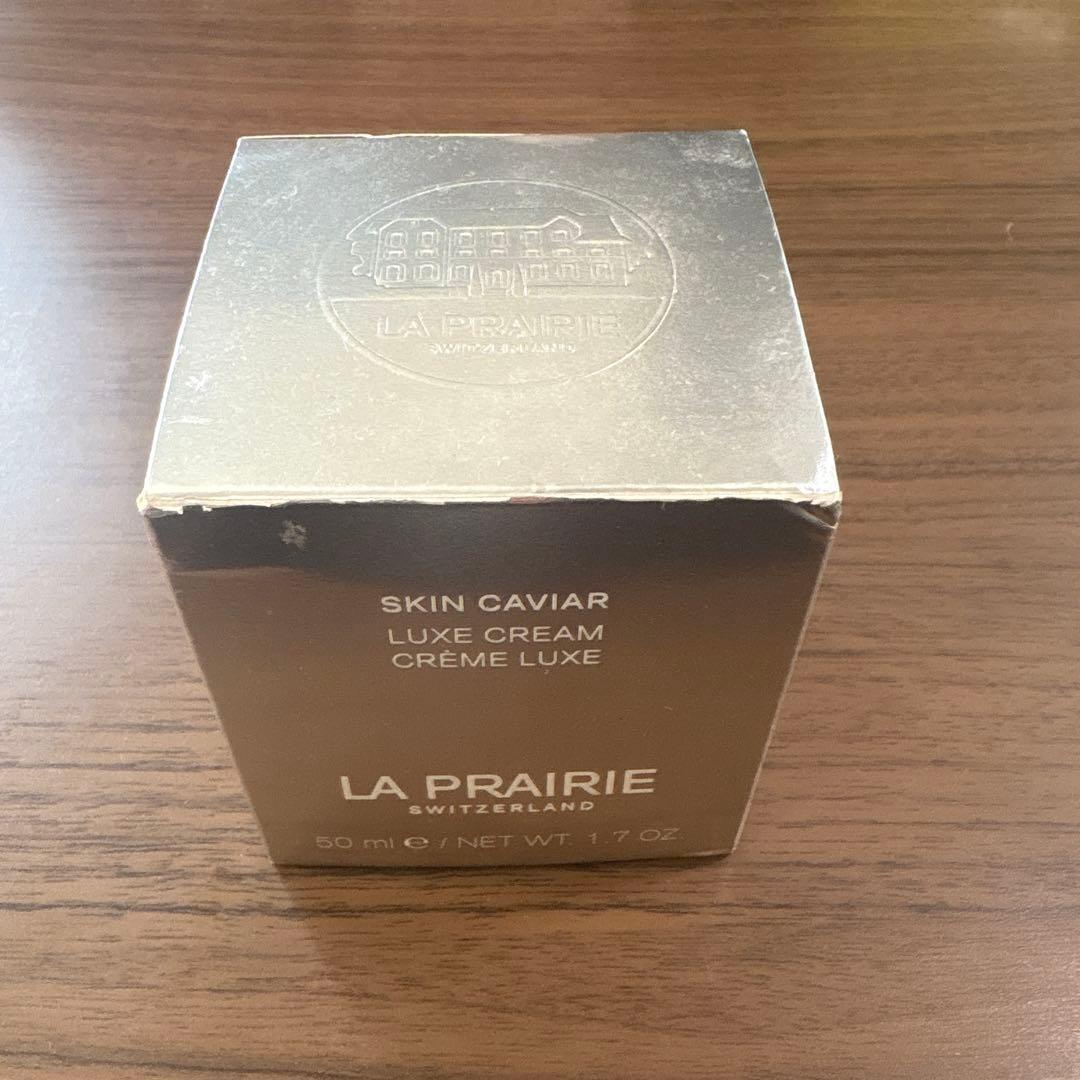 LA PRAIRIE
SWITZERLAND
SKIN CAVIAR
LUXE CREAM
CRÈME LUXE
LA PRAIRIE
SWITZERLAND
50 ml ℮ / NET WT. 1.7 OZ